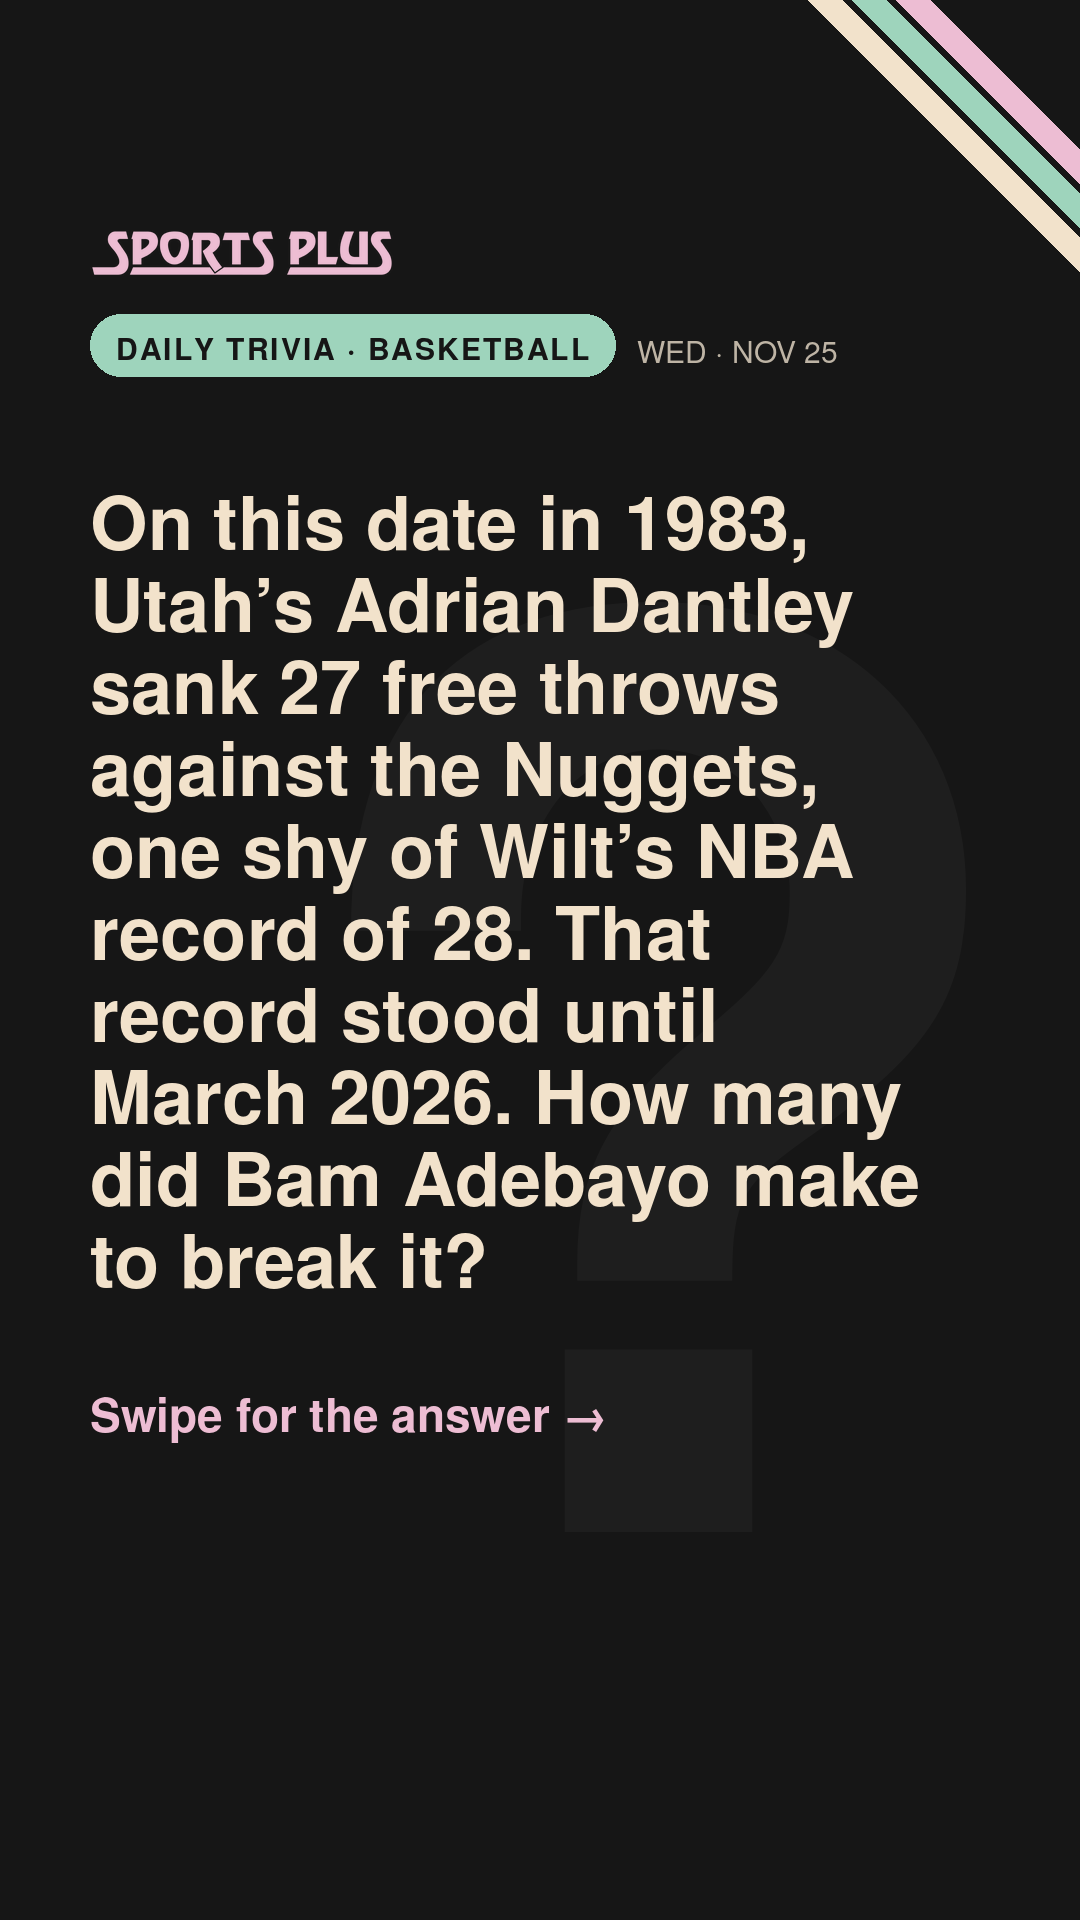 SPORTS PLUS
DAILY TRIVIA · BASKETBALL
WED · NOV 25
On this date in 1983,
Utah’s Adrian Dantley
sank 27 free throws
against the Nuggets,
one shy of Wilt’s NBA
record of 28. That
record stood until
March 2026. How many
did Bam Adebayo make
to break it?
Swipe for the answer →